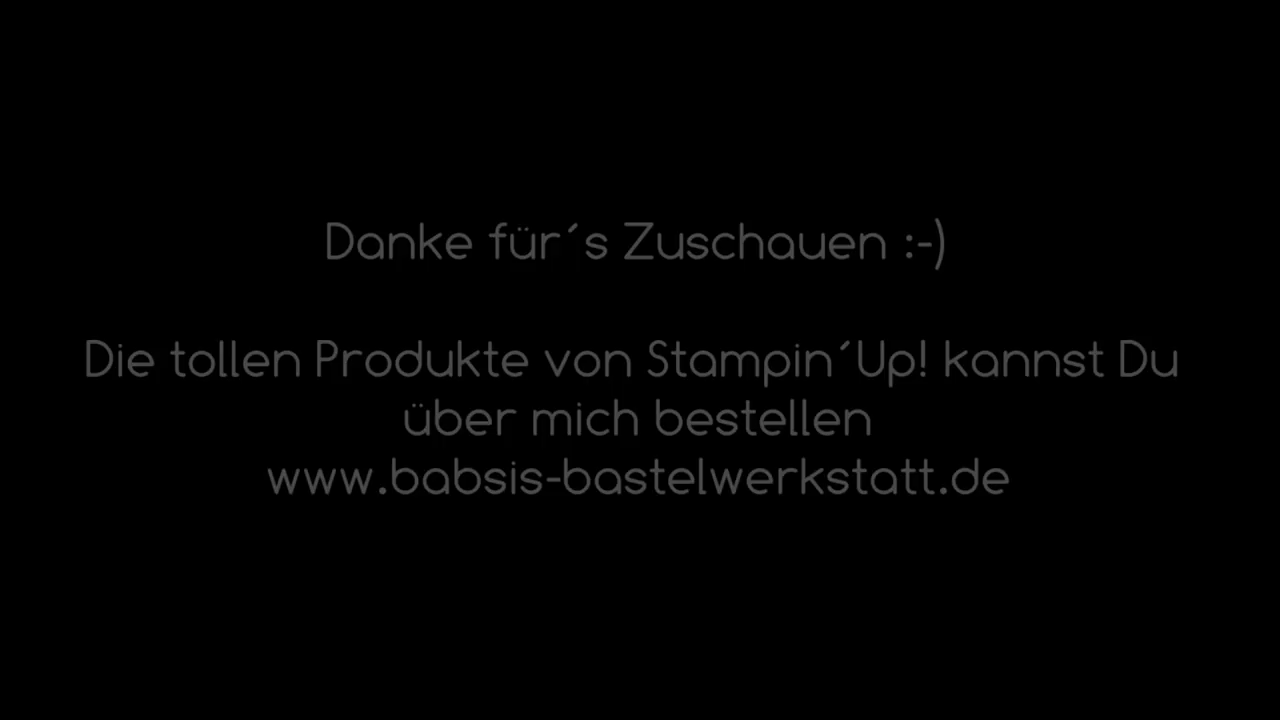 Danke für´s Zuschauen :-)
Die tollen Produkte von Stampin´Up! kannst Du
über mich bestellen
www.babsis-bastelwerkstatt.de